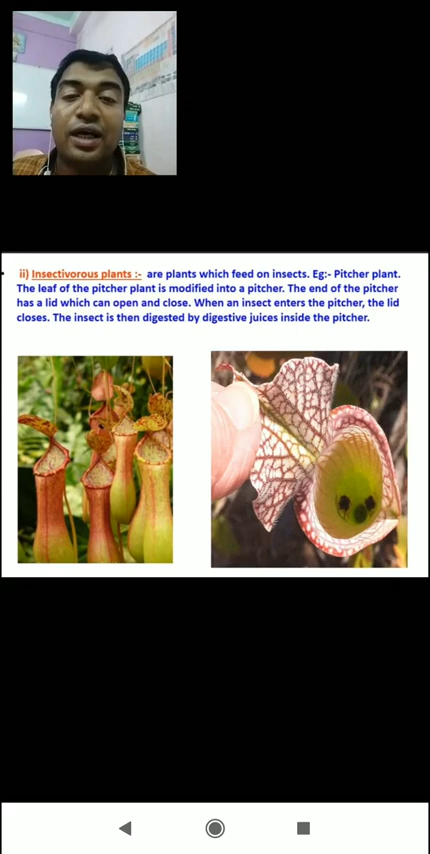 ii) Insectivorous plants :- are plants which feed on insects. Eg:- Pitcher plant.
The leaf of the pitcher plant is modified into a pitcher. The end of the pitcher
has a lid which can open and close. When an insect enters the pitcher, the lid
closes. The insect is then digested by digestive juices inside the pitcher.